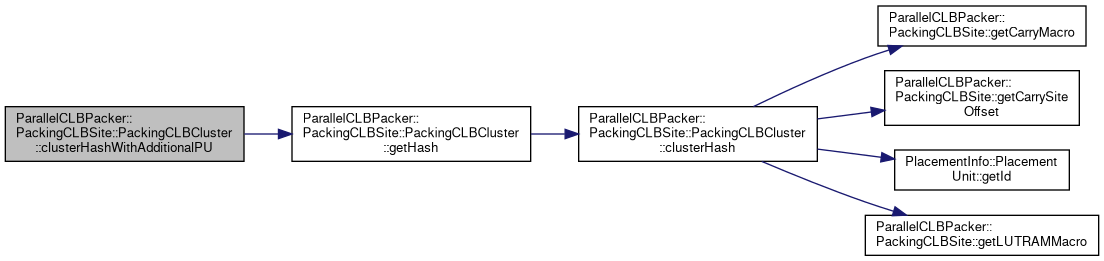 ParallelCLBPacker::
PackingCLBSite::PackingCLBCluster
::clusterHashWithAdditionalPU
ParallelCLBPacker::
PackingCLBSite::PackingCLBCluster
::getHash
ParallelCLBPacker::
PackingCLBSite::PackingCLBCluster
::clusterHash
ParallelCLBPacker::
PackingCLBSite::getCarryMacro
ParallelCLBPacker::
PackingCLBSite::getCarrySite
Offset
PlacementInfo::Placement
Unit::getId
ParallelCLBPacker::
PackingCLBSite::getLUTRAMMacro